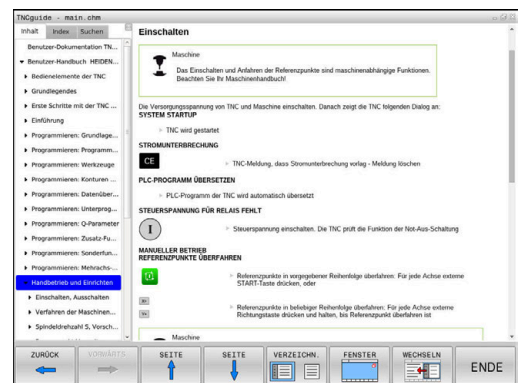 TNCguide - main.chm
Inhalt Index Suchen
Benutzer-Dokumentation TN...
Benutzer-Handbuch HEIDEN...
Bedienelemente der TNC
Grundlegendes
Erste Schritte mit der TNC ...
Einführung
Programmieren: Grundlage...
Programmieren: Programm...
Programmieren: Werkzeuge
Programmieren: Konturen ...
Programmieren: Datenüber...
Programmieren: Unterprog...
Programmieren: Q-Parameter
Programmieren: Zusatz-Fu...
Programmieren: Sonderfun...
Programmieren: Mehrachs-...
Handbetrieb und Einrichten
Einschalten, Ausschalten
Verfahren der Maschinen...
Spindeldrehzahl S, Vorsch...
Einschalten
Maschine
Das Einschalten und Anfahren der Referenzpunkte sind maschinenabhängige Funktionen.
Beachten Sie Ihr Maschinenhandbuch!
Die Versorgungsspannung von TNC und Maschine einschalten. Danach zeigt die TNC folgenden Dialog an:
SYSTEM STARTUP
TNC wird gestartet
STROMUNTERBRECHUNG
CE
TNC-Meldung, dass Stromunterbrechung vorlag - Meldung löschen
PLC-PROGRAMM ÜBERSETZEN
PLC-Programm der TNC wird automatisch übersetzt
STEUERSPANNUNG FÜR RELAIS FEHLT
I
Steuerspannung einschalten. Die TNC prüft die Funktion der Not-Aus-Schaltung
MANUELLER BETRIEB
REFERENZPUNKTE ÜBERFAHREN
Referenzpunkte in vorgegebener Reihenfolge überfahren: Für jede Achse externe
START-Taste drücken, oder
Referenzpunkte in beliebiger Reihenfolge überfahren: Für jede Achse externe
Richtungstaste drücken und halten, bis Referenzpunkt überfahren ist
Maschine
ZURÜCK VORWÄRTS SEITE SEITE VERZEICHN. FENSTER WECHSELN ENDE